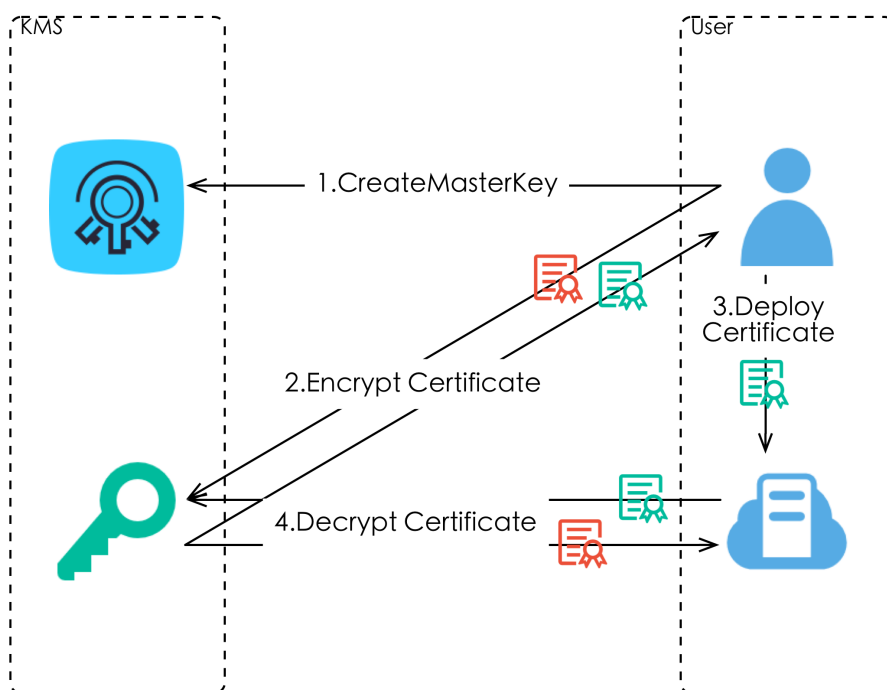 KMS
User
1.CreateMasterKey
3.Deploy
Certificate
2.Encrypt Certificate
4.Decrypt Certificate